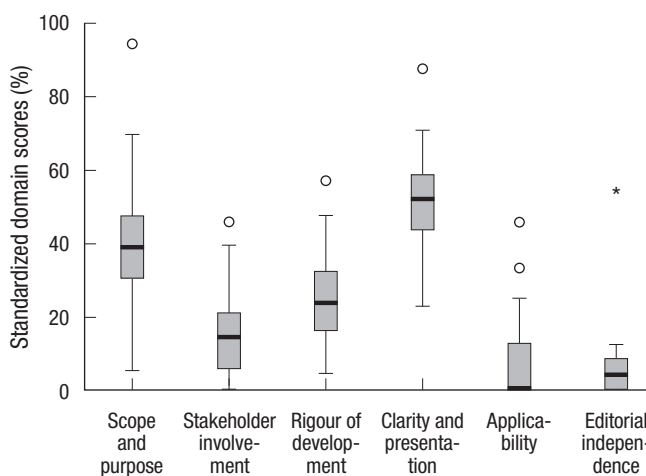 Standardized domain scores (%)
100
80
60
40
20
0
*
Scope
and
purpose
Stakeholder
involve-
ment
Rigour of
develop-
ment
Clarity and
presenta-
tion
Applica-
bility
Editorial
indepen-
dence